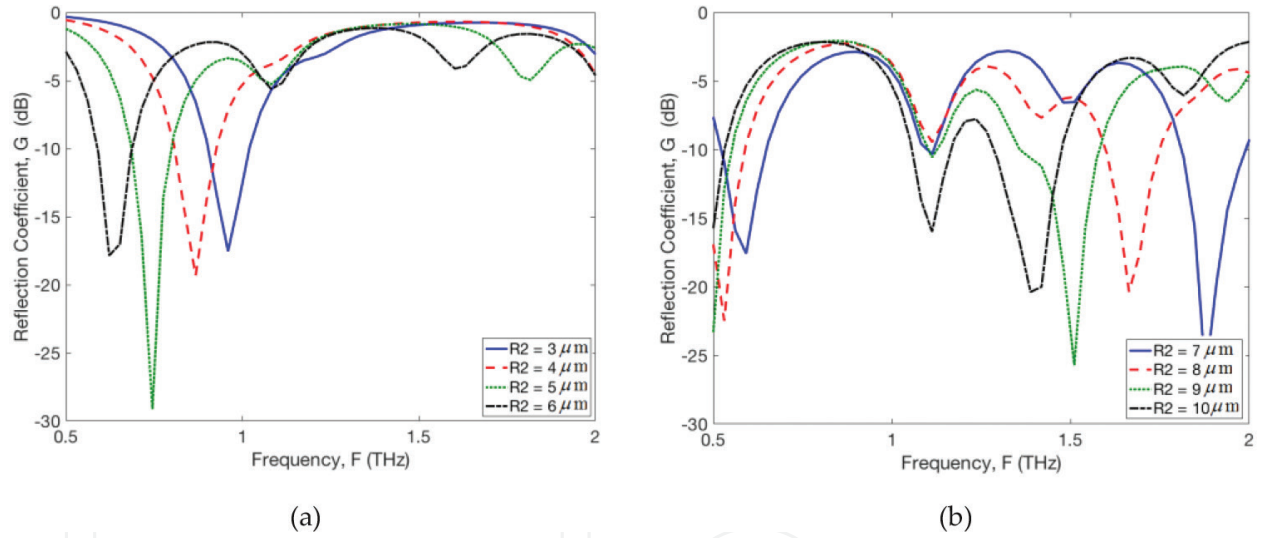 0
-5
-10
-15
-20
-25
-30
Reflection Coefficient, G (dB)
0.5
1
1.5
2
Frequency, F (THz)
R2 = 3 μm
R2 = 4 μm
R2 = 5 μm
R2 = 6 μm
(a)
0
-5
-10
-15
-20
-25
-30
Reflection Coefficient, G (dB)
0.5
1
1.5
2
Frequency, F (THz)
R2 = 7 μm
R2 = 8 μm
R2 = 9 μm
R2 = 10 μm
(b)